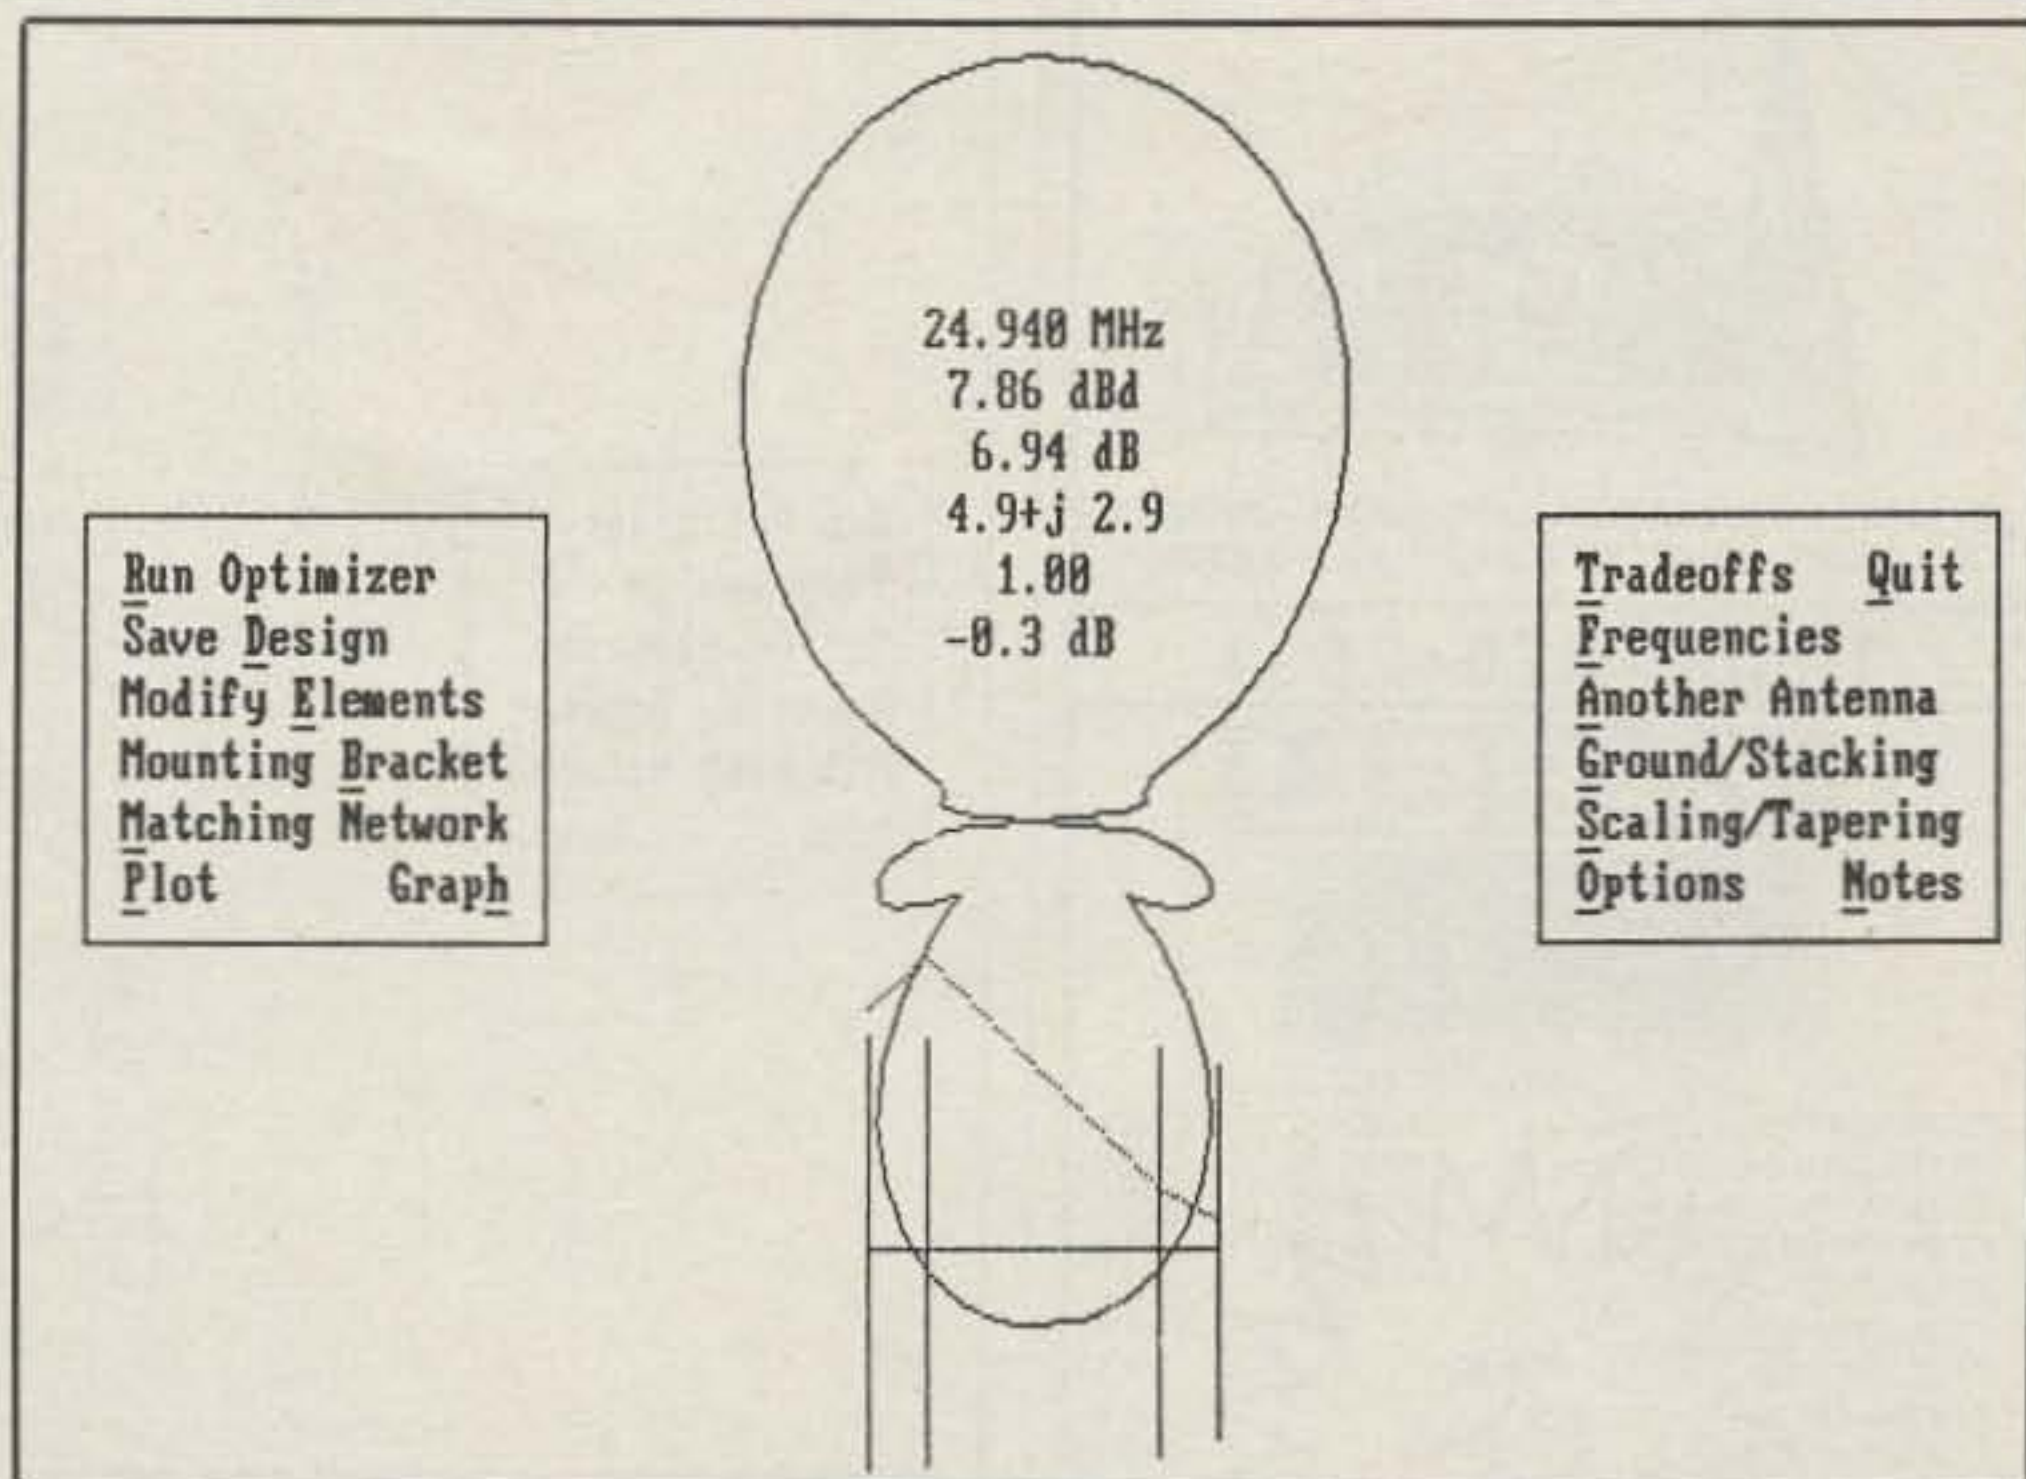 24.940 MHz
7.86 dBd
6.94 dB
4.9+j 2.9
1.00
-0.3 dB
Run Optimizer
Save Design
Modify Elements
Mounting Bracket
Matching Network
Plot Graph
Tradeoffs Quit
Frequencies
Another Antenna
Ground/Stacking
Scaling/Tapering
Options Notes